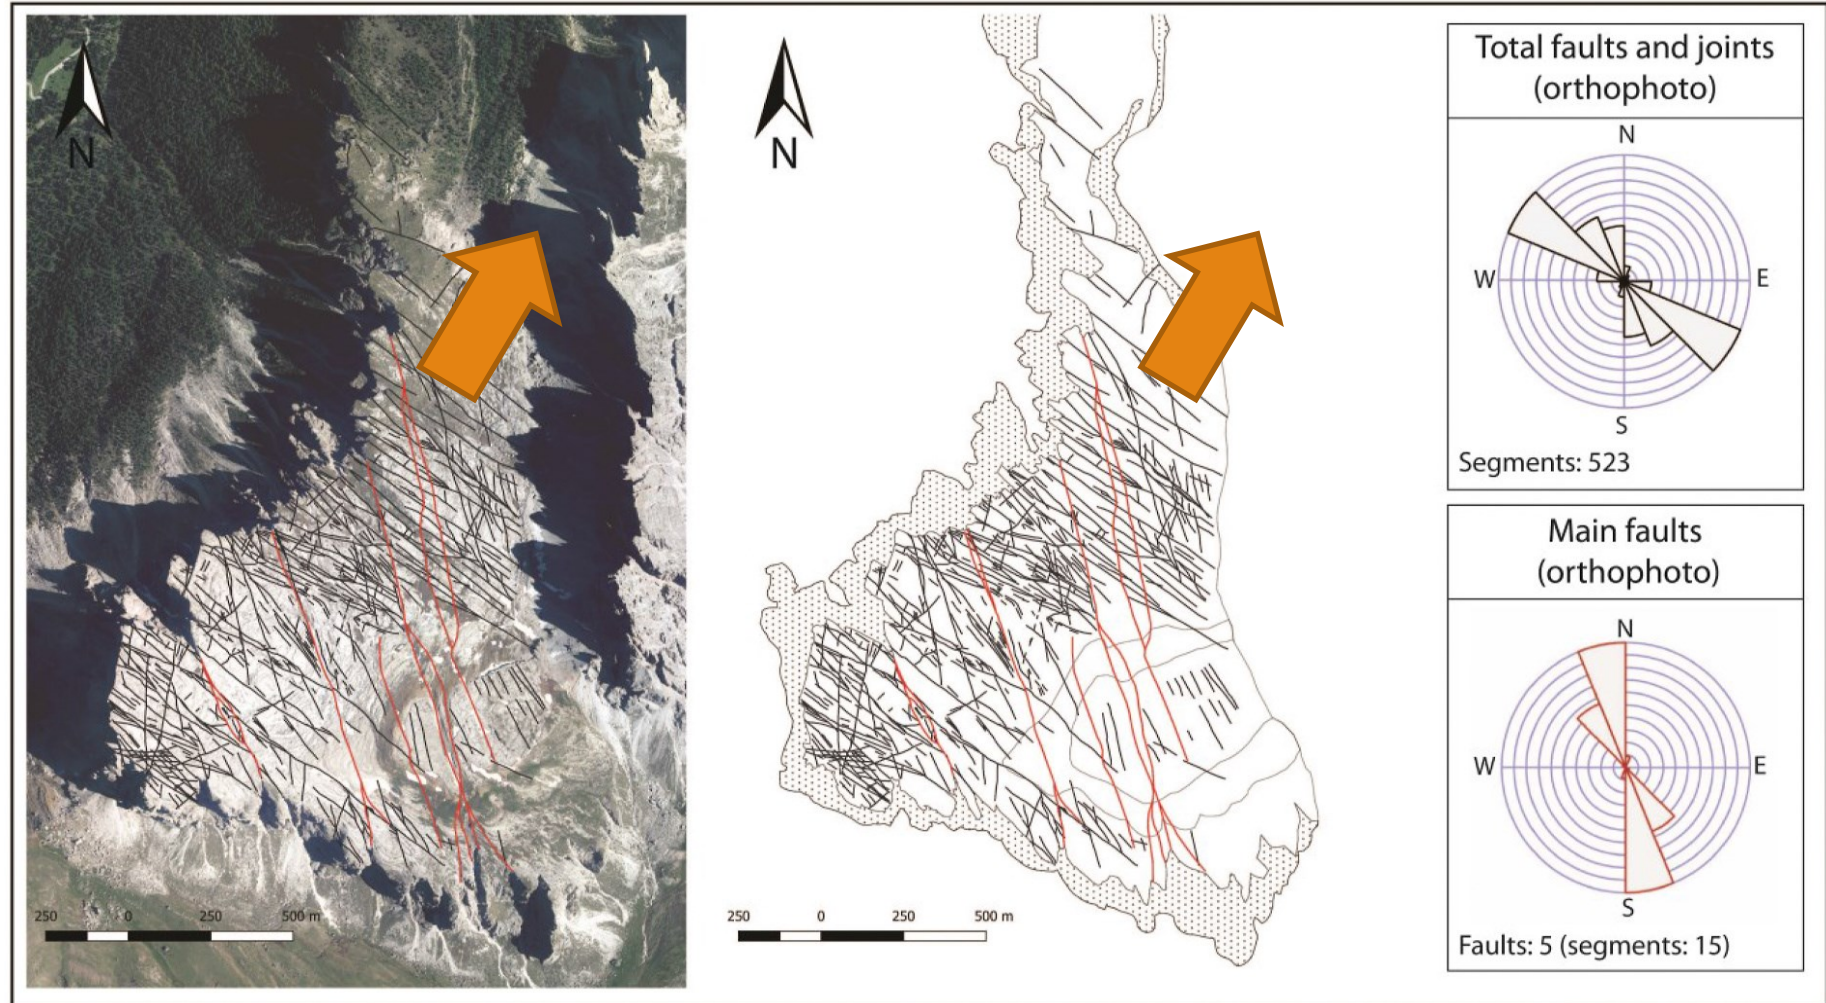 N
250 0 250 500 m
N
250 0 250 500 m
Total faults and joints
(orthophoto)
N
W E
S
Segments: 523
Main faults
(orthophoto)
N
W E
S
Faults: 5 (segments: 15)